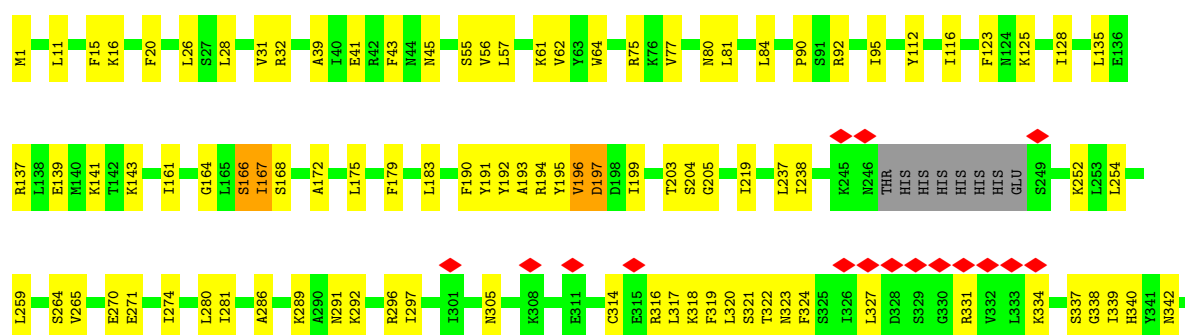 M1 L11 F15 K16 F20 L26 S27 L28 V31 R32 A39 I40 E41 R42 F43 N44 N45 S55 V56 L57 K61 V62 Y63 W64 R75 K76 V77 N80 L81 L84 P90 S91 R92 I95 Y112 I116 F123 N124 K125 I128 L135 E136
R137 L138 E139 M140 K141 T142 K143 I161 G164 L165 S166 I167 S168 A172 L175 F179 L183 F190 Y191 Y192 A193 R194 Y195 V196 D197 D198 I199 T203 S204 G205 I219 L237 I238 K245 N246 THR HIS HIS HIS HIS HIS HIS GLU S249 K252 L253 L254
L259 S264 V265 E270 E271 I274 L280 I281 A286 K289 A290 N291 K292 R296 I297 I301 N305 K308 E311 C314 E315 R316 L317 K318 F319 L320 S321 T322 N323 F324 S325 I326 L327 D328 S329 G330 R331 V332 L333 K334 S337 G338 I339 H340 Y341 N342